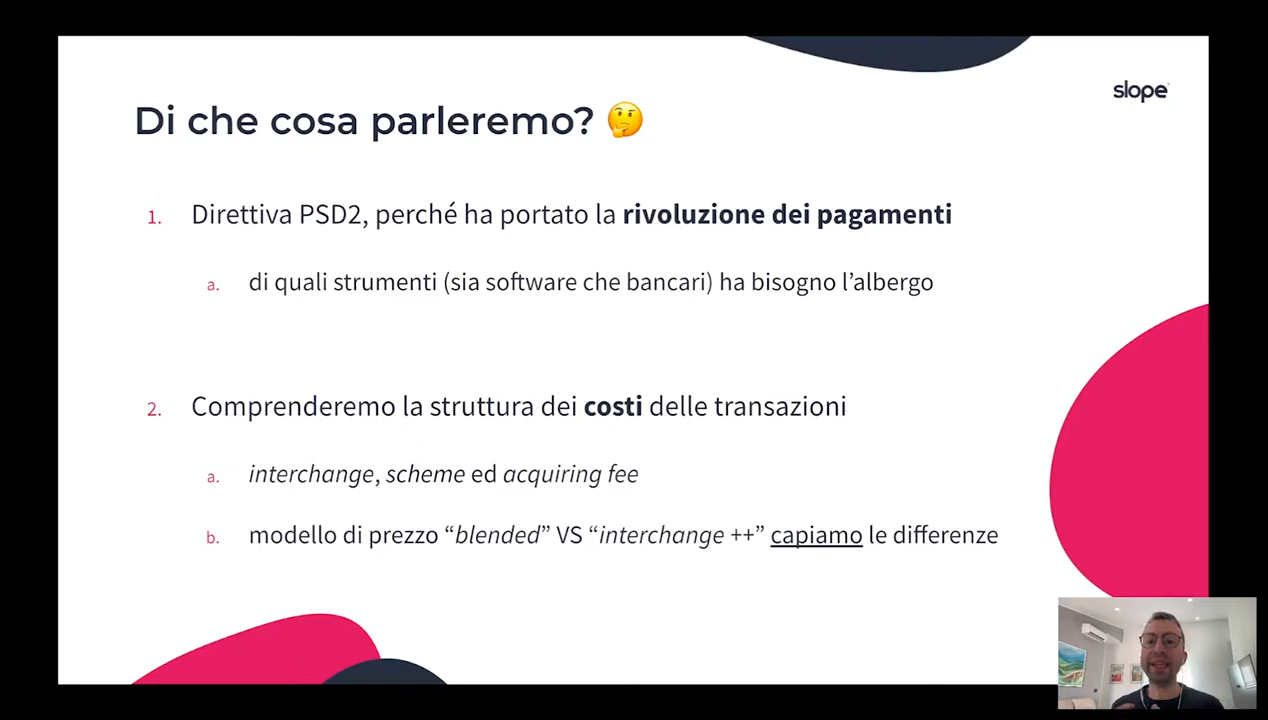 slope
Di che cosa parleremo? 🤔
1. Direttiva PSD2, perché ha portato la rivoluzione dei pagamenti
a. di quali strumenti (sia software che bancari) ha bisogno l’albergo
2. Comprenderemo la struttura dei costi delle transazioni
a. interchange, scheme ed acquiring fee
b. modello di prezzo “blended” VS “interchange ++” capiamo le differenze